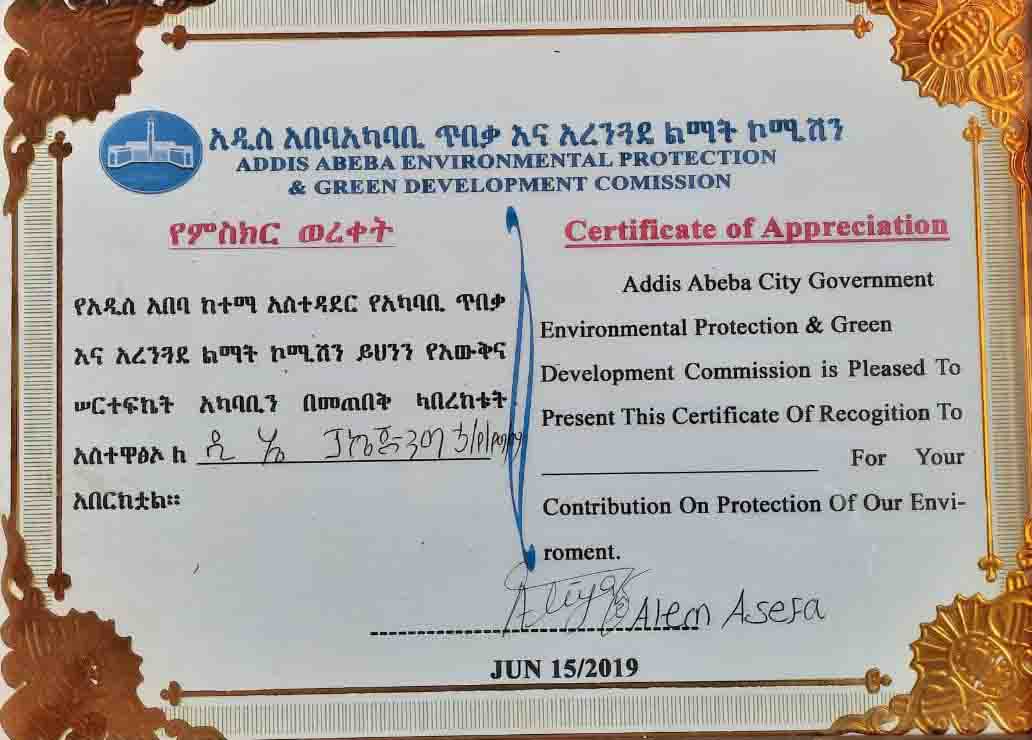 አዲስ አበባአካባቢ ጥበቃ እና አረንጓዴ ልማት ኮሚሽን
ADDIS ABEBA ENVIRONMENTAL PROTECTION
& GREEN DEVELOPMENT COMISSION
የምስክር ወረቀት
የአዲስ አበባ ከተማ አስተዳደር የአካባቢ ጥበቃ
እና አረንጓዴ ልማት ኮሚሽን ይህንን የእውቅና
ሠርተፍኬት አካባቢን በመጠበቅ ላበረከቱት
አስተዋፅኦ ለ
አበርክቷል።
Certificate of Appreciation
Addis Abeba City Government
Environmental Protection & Green
Development Commission is Pleased To
Present This Certificate Of Recogition To
For Your
Contribution On Protection Of Our Envi-
roment.
Alem Asefa
JUN 15/2019